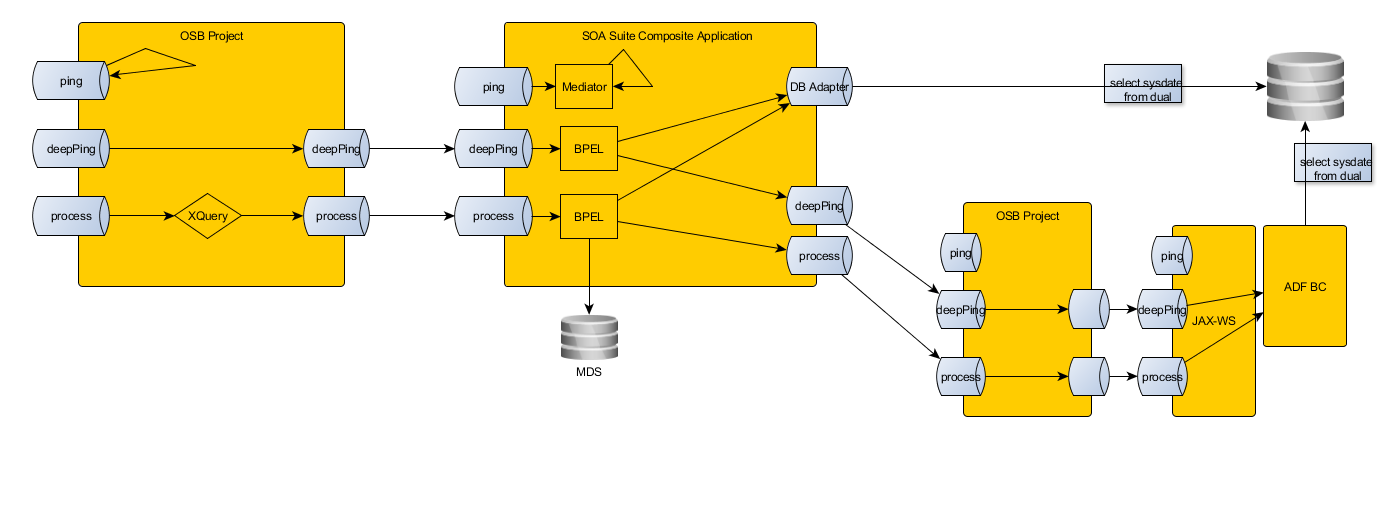 OSB Project
ping
deepPing
deepPing
process
XQuery
process
SOA Suite Composite Application
ping
Mediator
DB Adapter
deepPing
BPEL
process
BPEL
deepPing
process
MDS
select sysdate
from dual
select sysdate
from dual
OSB Project
ping
deepPing
process
ping
deepPing
JAX-WS
process
ADF BC